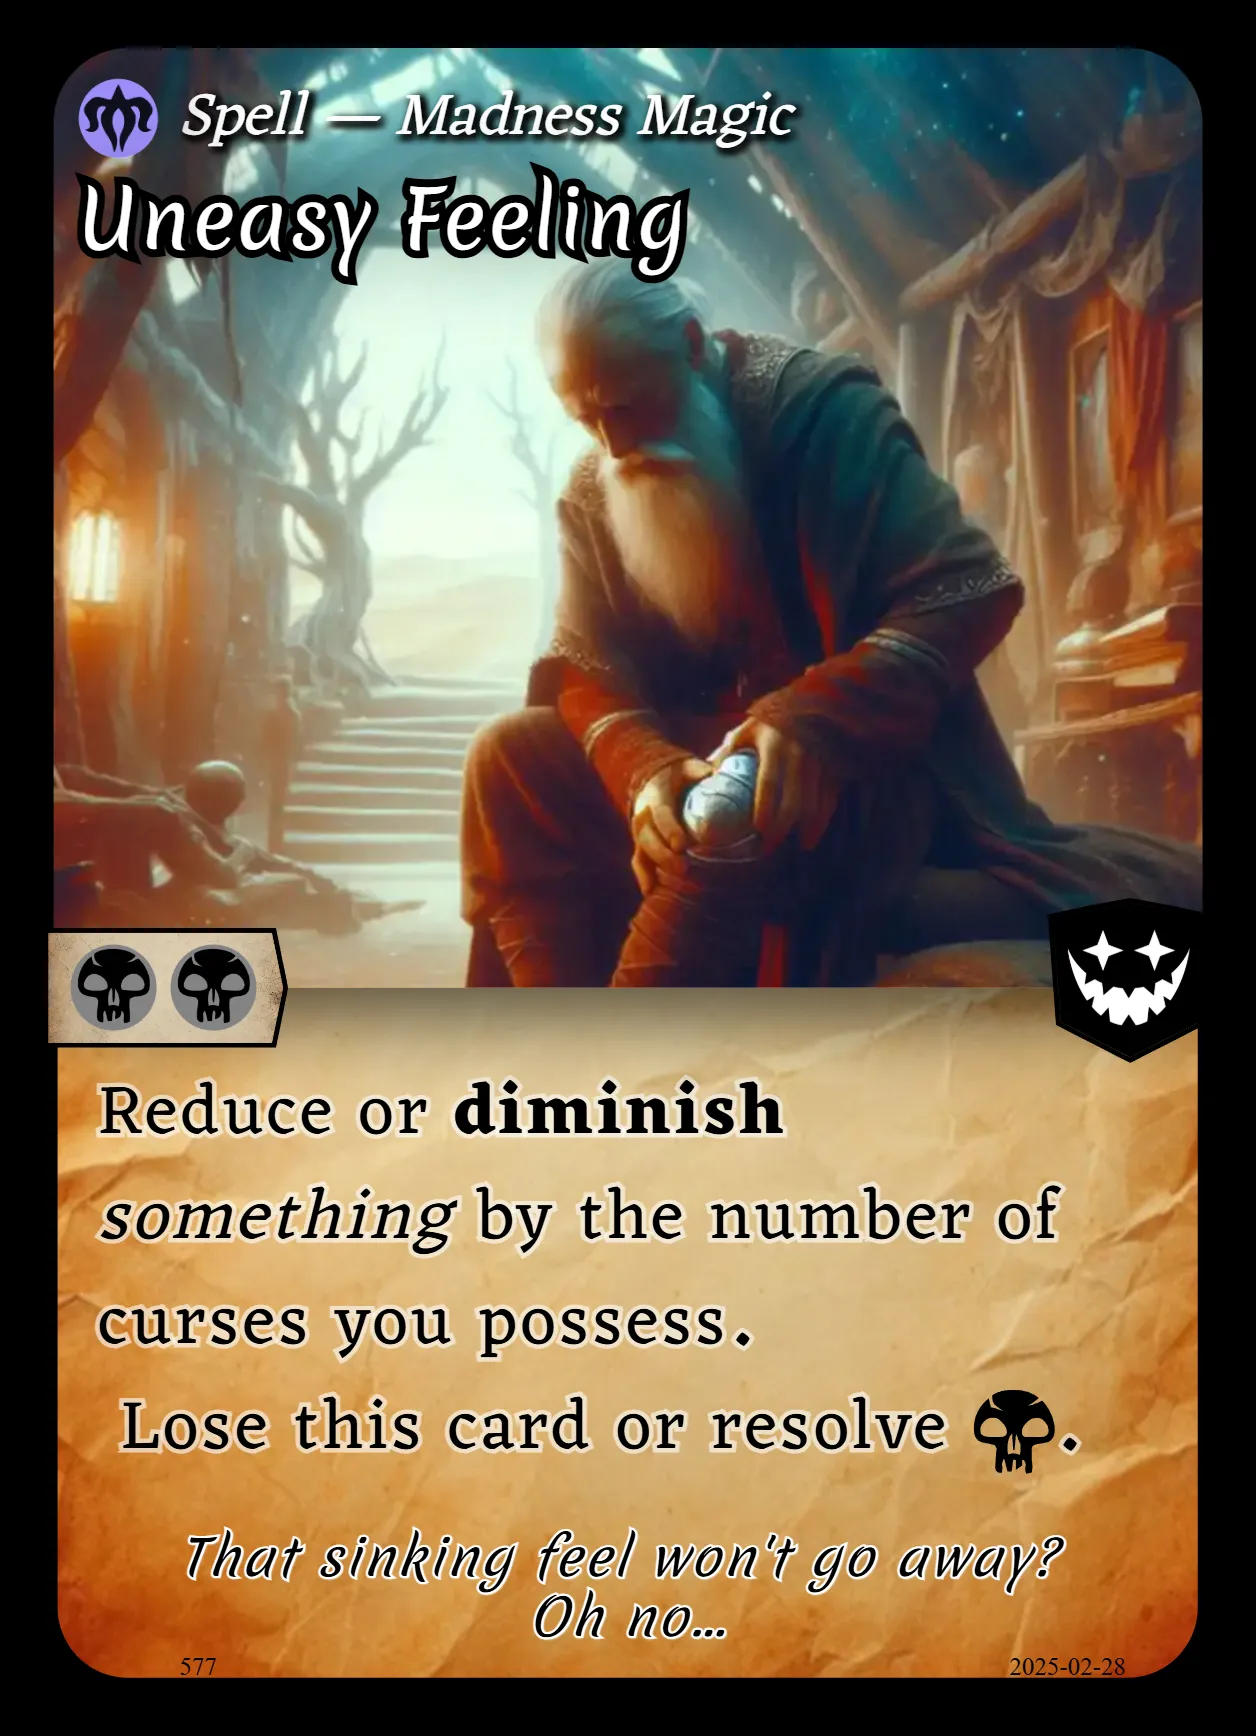 Spell — Madness Magic
Uneasy Feeling
Reduce or diminish
something by the number of
curses you possess.
Lose this card or resolve .
That sinking feel won't go away?
Oh no...
577
2025-02-28